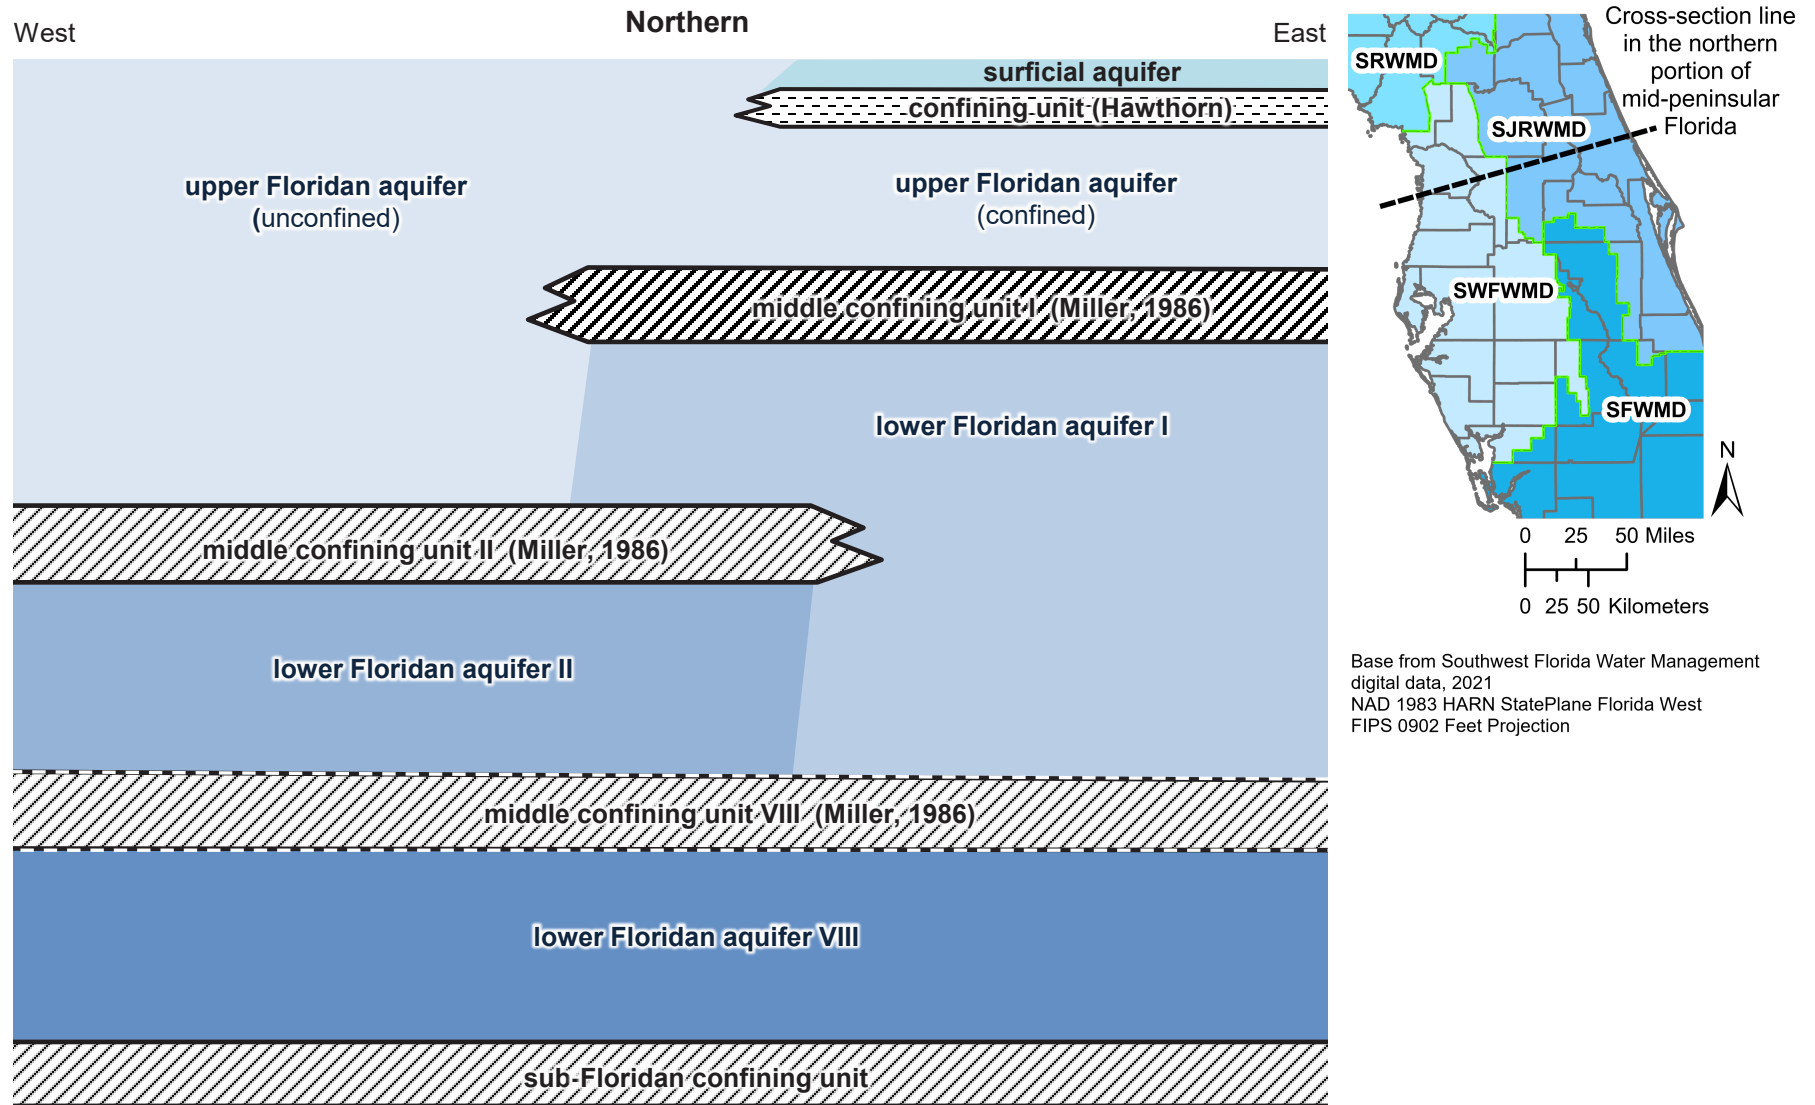 Northern
West
East
surficial aquifer
confining unit (Hawthorn)
upper Floridan aquifer
(unconfined)
upper Floridan aquifer
(confined)
middle confining unit I (Miller, 1986)
lower Floridan aquifer I
middle confining unit II (Miller, 1986)
lower Floridan aquifer II
middle confining unit VIII (Miller, 1986)
lower Floridan aquifer VIII
sub-Floridan confining unit
Cross-section line
in the northern
portion of
mid-peninsular
Florida
SRWMD
SJRWMD
SWFWMD
SFWMD
N
0 25 50 Miles
0 25 50 Kilometers
Base from Southwest Florida Water Management
digital data, 2021
NAD 1983 HARN StatePlane Florida West
FIPS 0902 Feet Projection